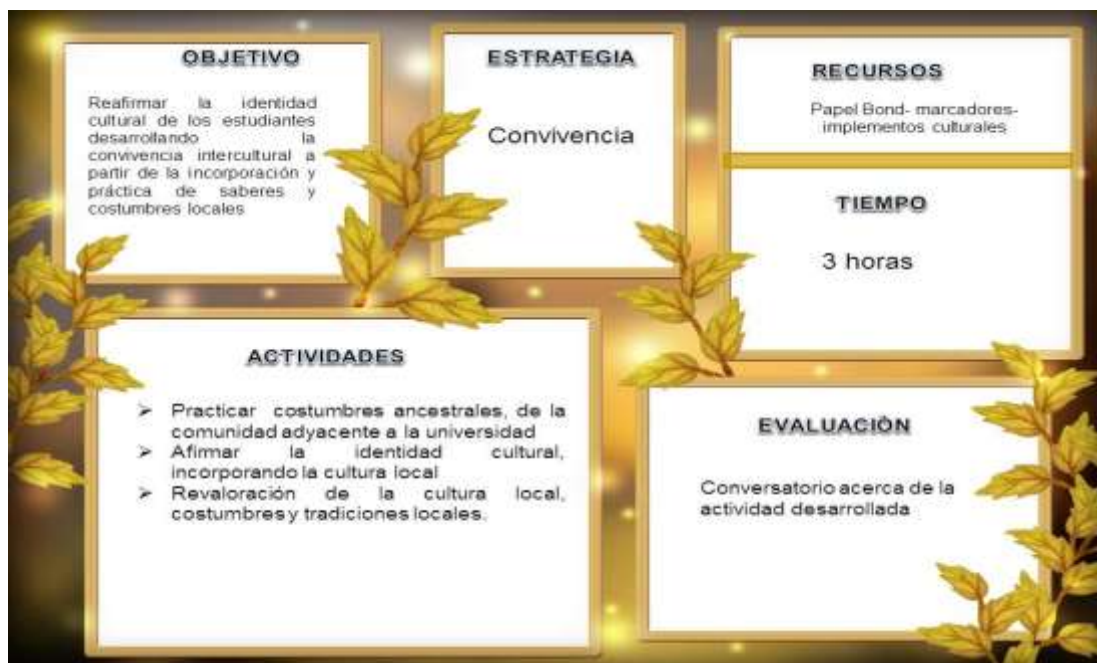 OBJETIVO
Reafirmar la identidad
cultural de los estudiantes
desarrollando la
convivencia intercultural a
partir de la incorporación y
práctica de saberes y
costumbres locales
ESTRATEGIA
Convivencia
RECURSOS
Papel Bond- marcadores-
implementos culturales
TIEMPO
3 horas
ACTIVIDADES
➢ Practicar costumbres ancestrales, de la
comunidad adyacente a la universidad
➢ Afirmar la identidad cultural,
incorporando la cultura local
➢ Revaloración de la cultura local,
costumbres y tradiciones locales.
EVALUACIÒN
Conversatorio acerca de la
actividad desarrollada